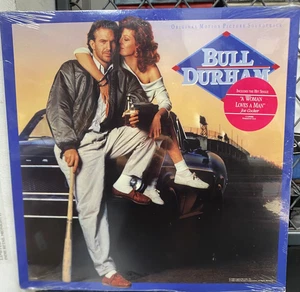 ORIGINAL MOTION PICTURE SOUNDTRACK
BULL
DURHAM
INCLUDES THE HIT SINGLE
"A WOMAN
LOVES A MAN"
Joe Cocker